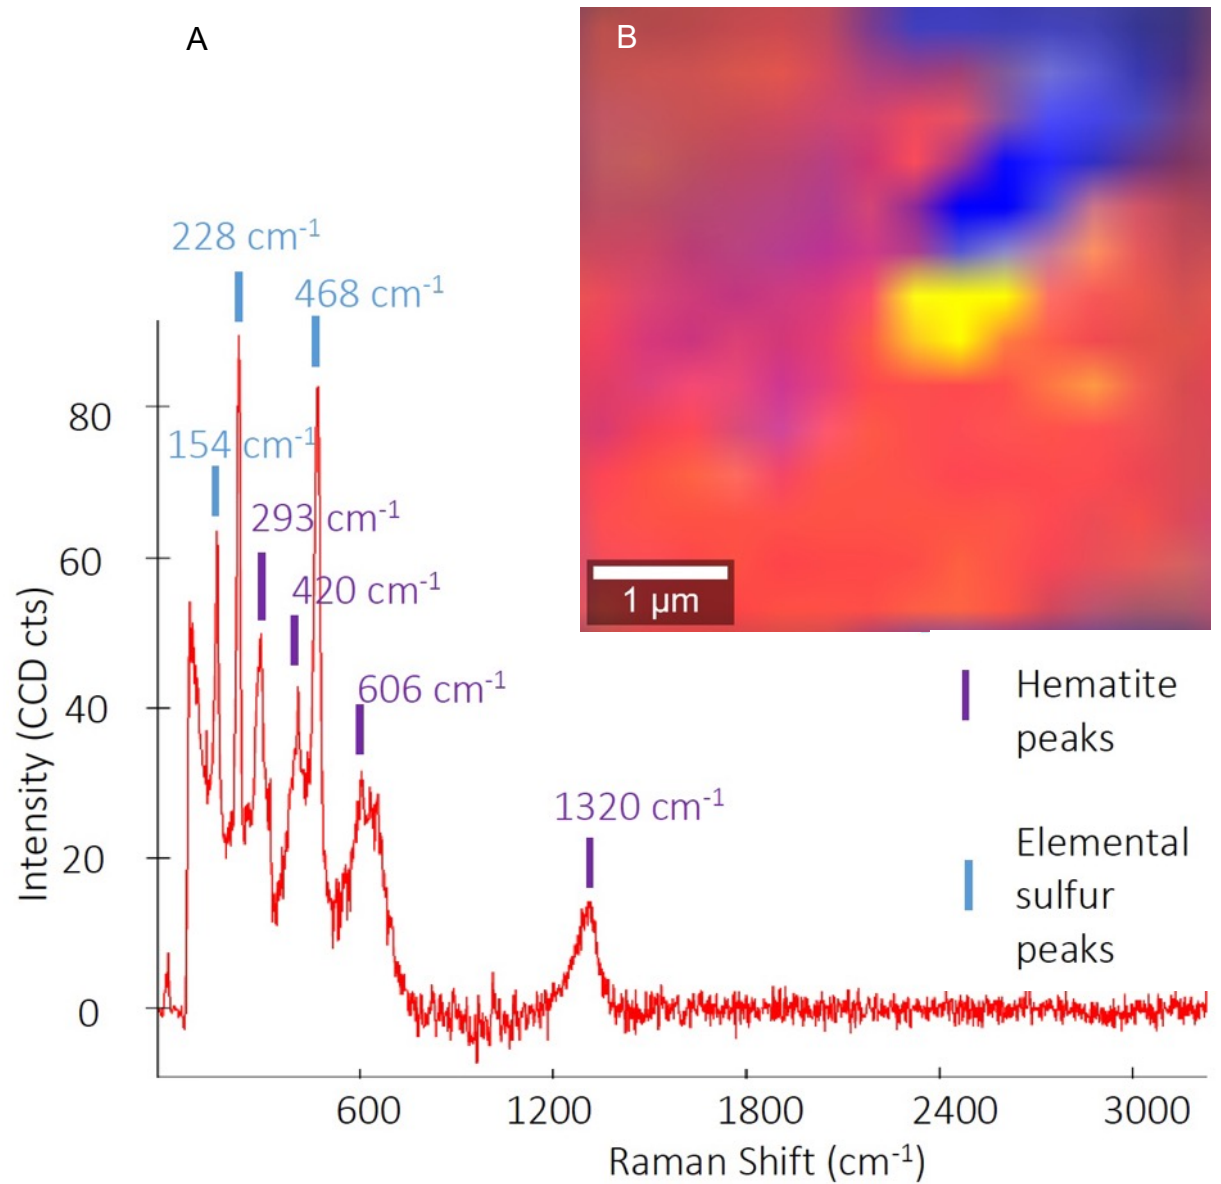 A
B
228 cm⁻¹
468 cm⁻¹
80
154 cm⁻¹
293 cm⁻¹
60
420 cm⁻¹
1 µm
606 cm⁻¹
Hematite
peaks
40
1320 cm⁻¹
Elemental
sulfur
peaks
20
0
Intensity (CCD cts)
600
1200
1800
2400
3000
Raman Shift (cm⁻¹)